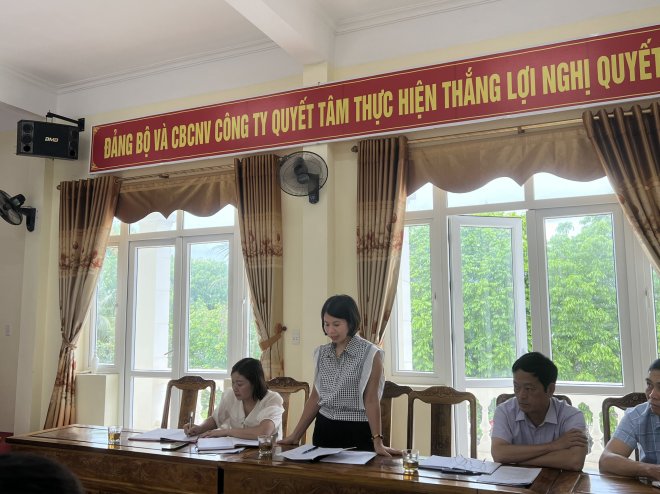 ĐẢNG BỘ VÀ CBCNV CÔNG TY QUYẾT TÂM THỰC HIỆN THẮNG LỢI NGHỊ QUYẾT
BMB